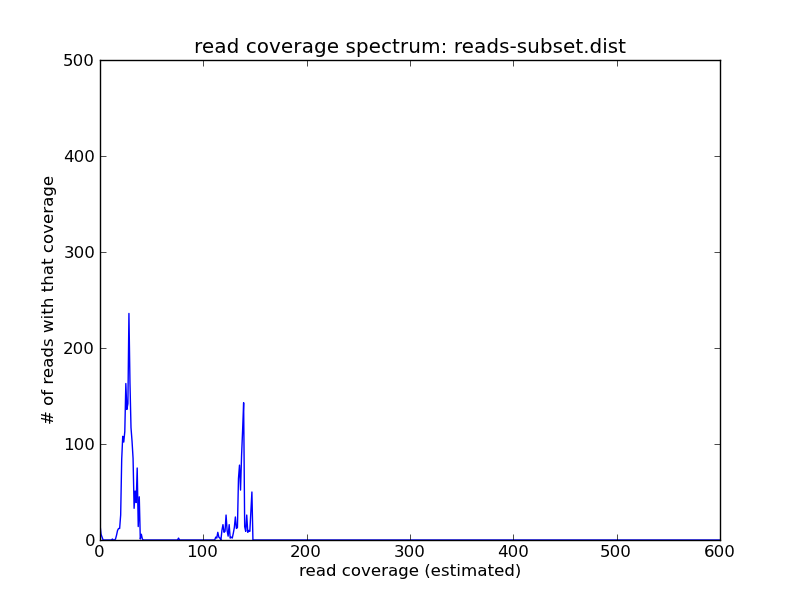 read coverage spectrum: reads-subset.dist
500
400
300
200
100
0
# of reads with that coverage
0 100 200 300 400 500 600
read coverage (estimated)